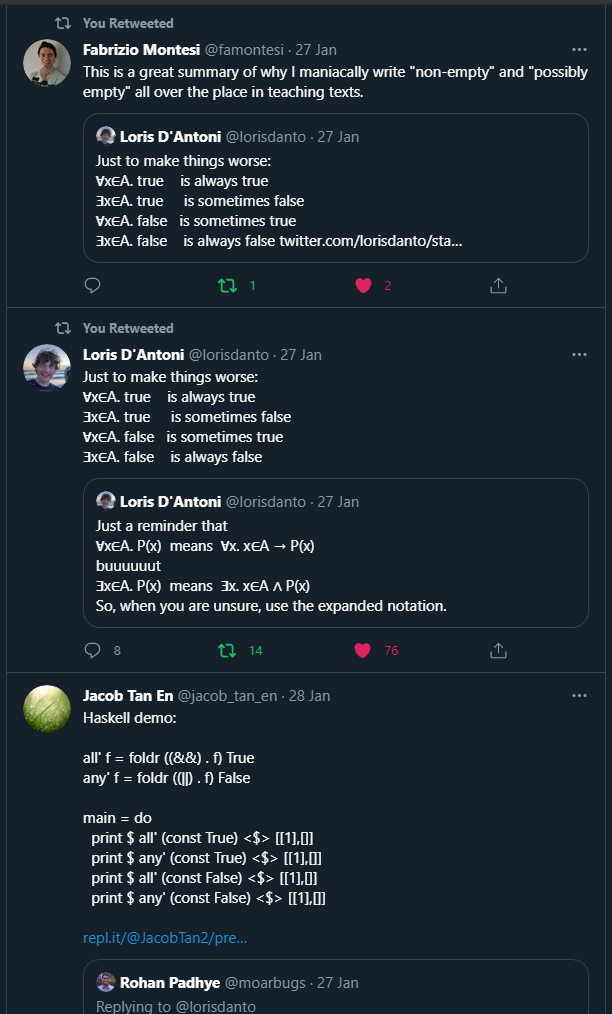 You Retweeted
Fabrizio Montesi @famontesi · 27 Jan
This is a great summary of why I maniacally write "non-empty" and "possibly
empty" all over the place in teaching texts.
Loris D'Antoni @lorisdanto · 27 Jan
Just to make things worse:
∀x∈A. true is always true
∃x∈A. true is sometimes false
∀x∈A. false is sometimes true
∃x∈A. false is always false twitter.com/lorisdanto/sta...
1 2
You Retweeted
Loris D'Antoni @lorisdanto · 27 Jan
Just to make things worse:
∀x∈A. true is always true
∃x∈A. true is sometimes false
∀x∈A. false is sometimes true
∃x∈A. false is always false
Loris D'Antoni @lorisdanto · 27 Jan
Just a reminder that
∀x∈A. P(x) means ∀x. x∈A → P(x)
buuuuuut
∃x∈A. P(x) means ∃x. x∈A ∧ P(x)
So, when you are unsure, use the expanded notation.
8 14 76
Jacob Tan En @jacob_tan_en · 28 Jan
Haskell demo:
all' f = foldr ((&&) . f) True
any' f = foldr ((||) . f) False
main = do
print $ all' (const True) <$> [[1],[]]
print $ any' (const True) <$> [[1],[]]
print $ all' (const False) <$> [[1],[]]
print $ any' (const False) <$> [[1],[]]
repl.it/@JacobTan2/pre...
Rohan Padhye @moarbugs · 27 Jan
Replying to @lorisdanto